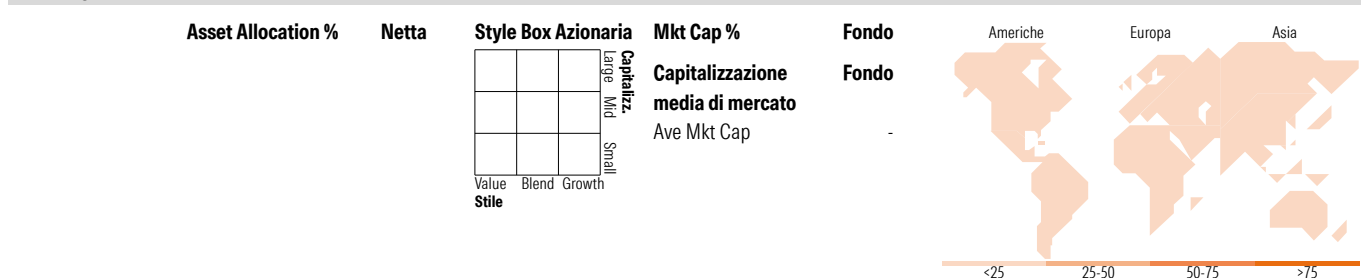 Asset Allocation % Netta
Style Box Azionaria
Large Mid Small
Capitalizz.
Value Blend Growth
Stile
Mkt Cap % Fondo
Capitalizzazione media di mercato Fondo
Ave Mkt Cap -
Americhe Europa Asia
<25 25-50 50-75 >75